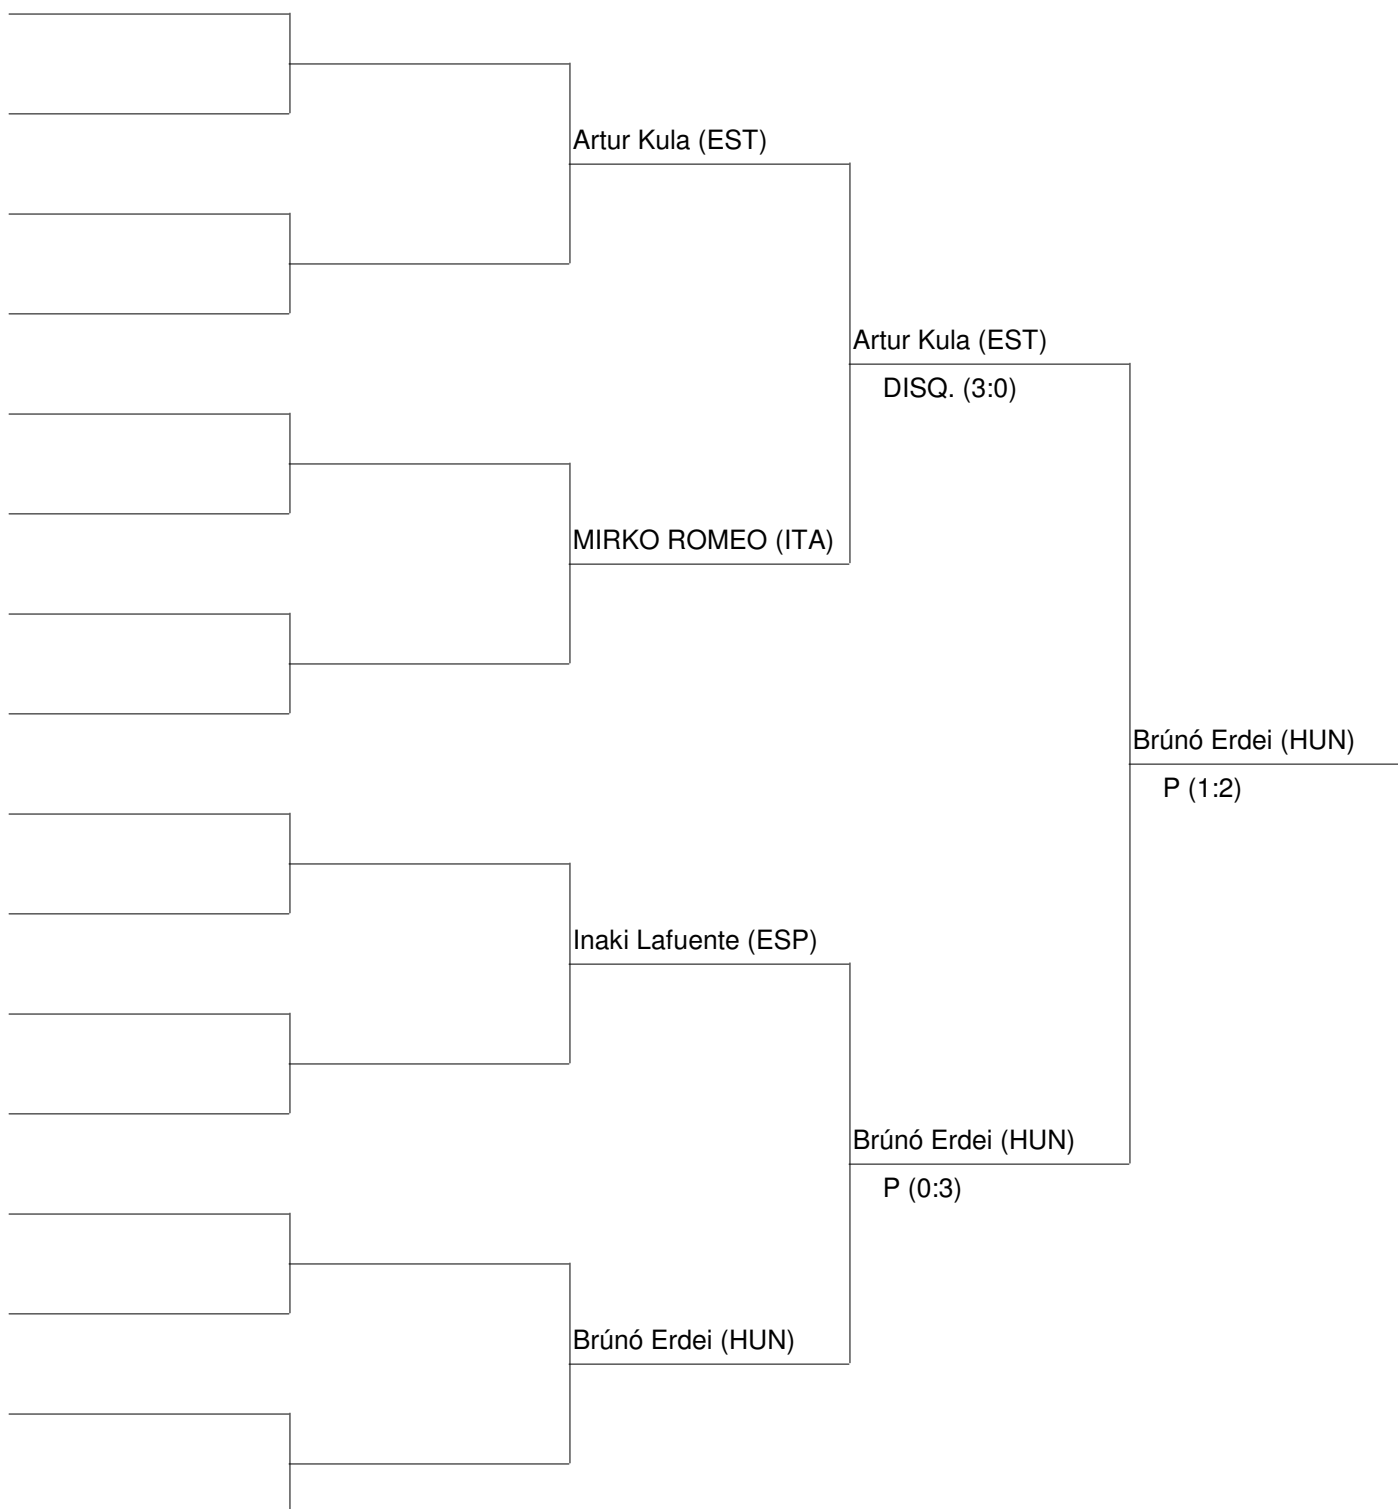 Artur Kula (EST)
Artur Kula (EST)
DISQ. (3:0)
MIRKO ROMEO (ITA)
Brúnó Erdei (HUN)
P (1:2)
Inaki Lafuente (ESP)
Brúnó Erdei (HUN)
P (0:3)
Brúnó Erdei (HUN)